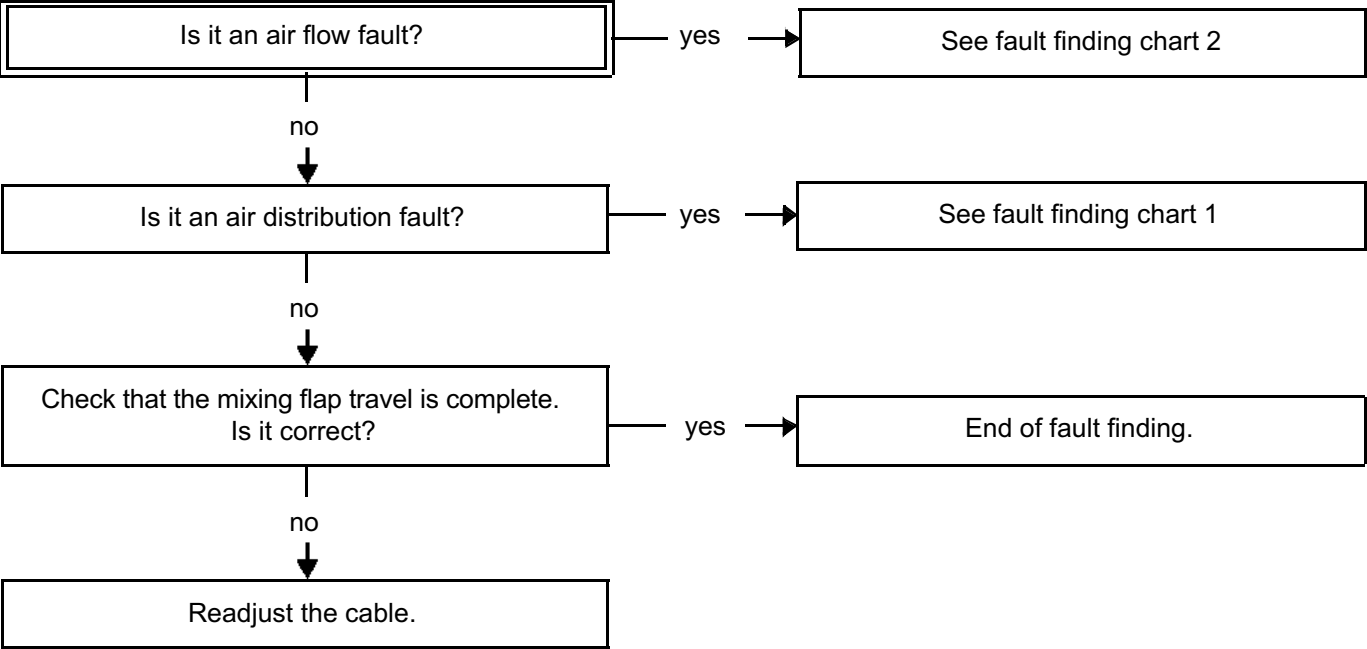 Is it an air flow fault?
yes
See fault finding chart 2
no
Is it an air distribution fault?
yes
See fault finding chart 1
no
Check that the mixing flap travel is complete.
Is it correct?
yes
End of fault finding.
no
Readjust the cable.